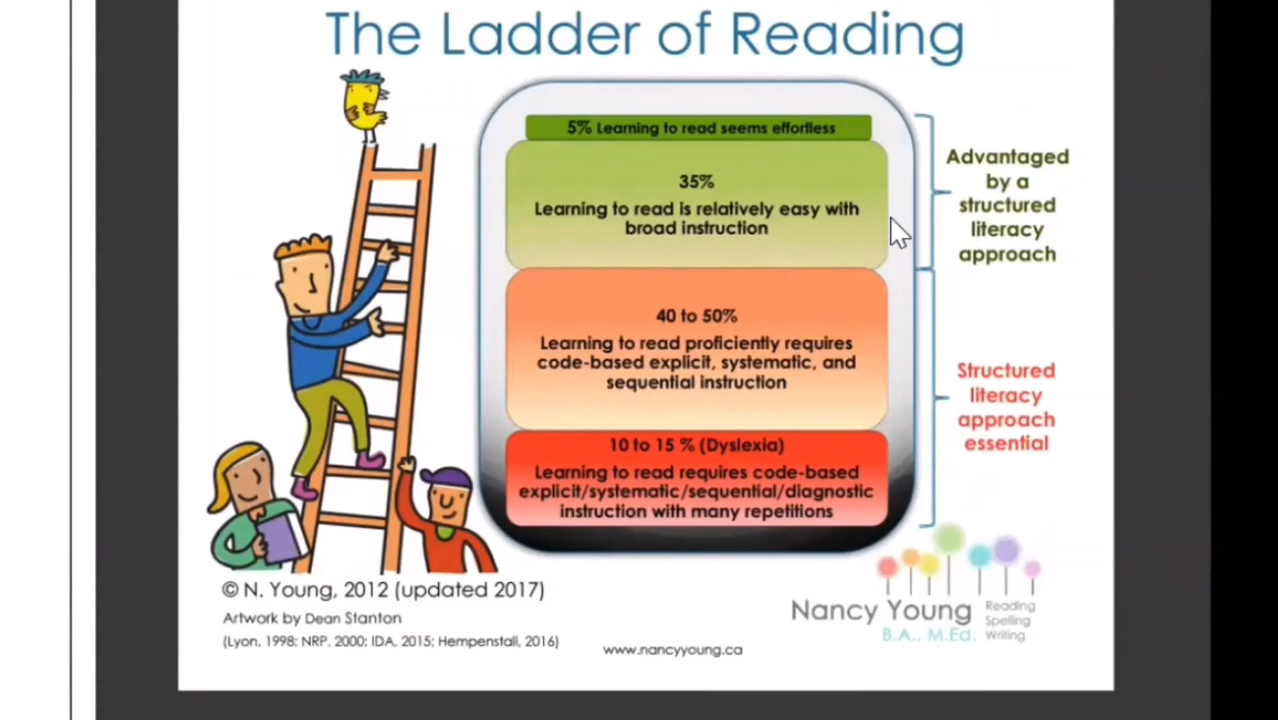 The Ladder of Reading
5% Learning to read seems effortless
35%
Learning to read is relatively easy with
broad instruction
Advantaged
by a
structured
literacy
approach
40 to 50%
Learning to read proficiently requires
code-based explicit, systematic, and
sequential instruction
10 to 15 % (Dyslexia)
Learning to read requires code-based
explicit/systematic/sequential/diagnostic
instruction with many repetitions
Structured
literacy
approach
essential
© N. Young, 2012 (updated 2017)
Artwork by Dean Stanton
(Lyon, 1998; NRP, 2000; IDA, 2015; Hempenstall, 2016)
www.nancyyoung.ca
Nancy Young
B.A., M.Ed.
Reading
Spelling
Writing